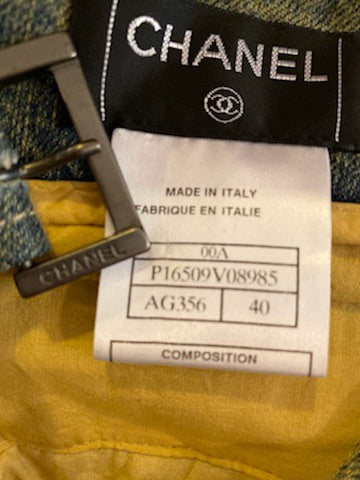 CHANEL
MADE IN ITALY
FABRIQUE EN ITALIE
00A
P16509V08985
AG356 40
COMPOSITION
CHANEL